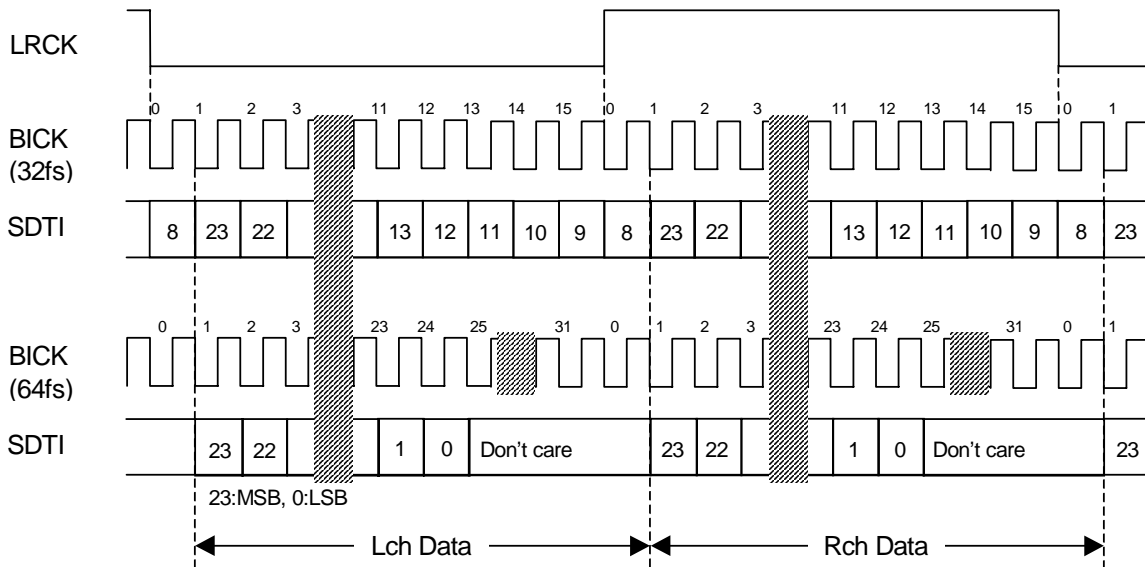 LRCK
0 1 2 3 11 12 13 14 15 0 1 2 3 11 12 13 14 15 0 1
BICK
(32fs)
SDTI 8 23 22 13 12 11 10 9 8 23 22 13 12 11 10 9 8 23
0 1 2 3 23 24 25 31 0 1 2 3 23 24 25 31 0 1
BICK
(64fs)
SDTI 23 22 1 0 Don't care 23 22 1 0 Don't care 23
23:MSB, 0:LSB
Lch Data Rch Data